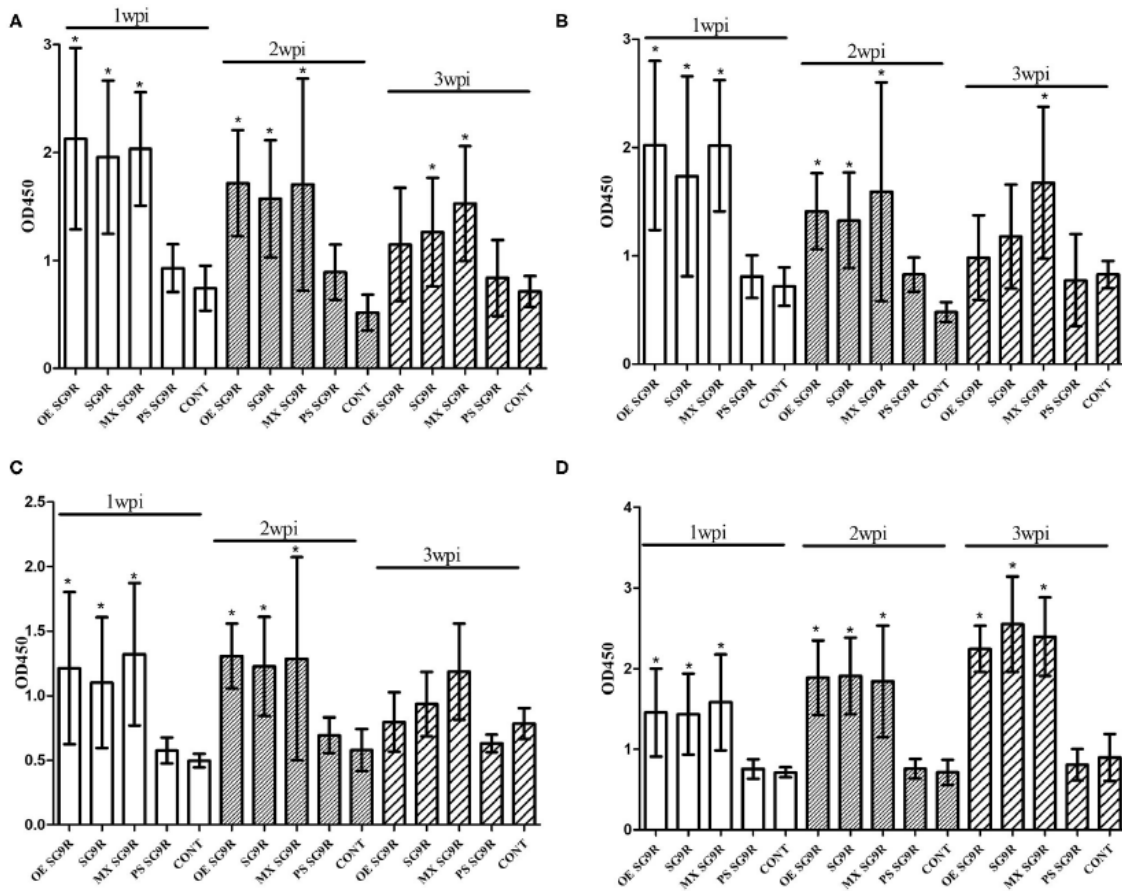 A
1wpi
2wpi
3wpi
3
2
1
0
OD450
OE SG9R
SG9R
MX SG9R
PS SG9R
CONT
OE SG9R
SG9R
MX SG9R
PS SG9R
CONT
OE SG9R
SG9R
MX SG9R
PS SG9R
CONT
* * * * * * * *
B
1wpi
2wpi
3wpi
3
2
1
0
OD450
OE SG9R
SG9R
MX SG9R
PS SG9R
CONT
OE SG9R
SG9R
MX SG9R
PS SG9R
CONT
OE SG9R
SG9R
MX SG9R
PS SG9R
CONT
* * * * * * *
C
1wpi
2wpi
3wpi
2.5
2.0
1.5
1.0
0.5
0.0
OD450
OE SG9R
SG9R
MX SG9R
PS SG9R
CONT
OE SG9R
SG9R
MX SG9R
PS SG9R
CONT
OE SG9R
SG9R
MX SG9R
PS SG9R
CONT
* * * * * *
D
1wpi
2wpi
3wpi
4
3
2
1
0
OD450
OE SG9R
SG9R
MX SG9R
PS SG9R
CONT
OE SG9R
SG9R
MX SG9R
PS SG9R
CONT
OE SG9R
SG9R
MX SG9R
PS SG9R
CONT
* * * * * * * * *